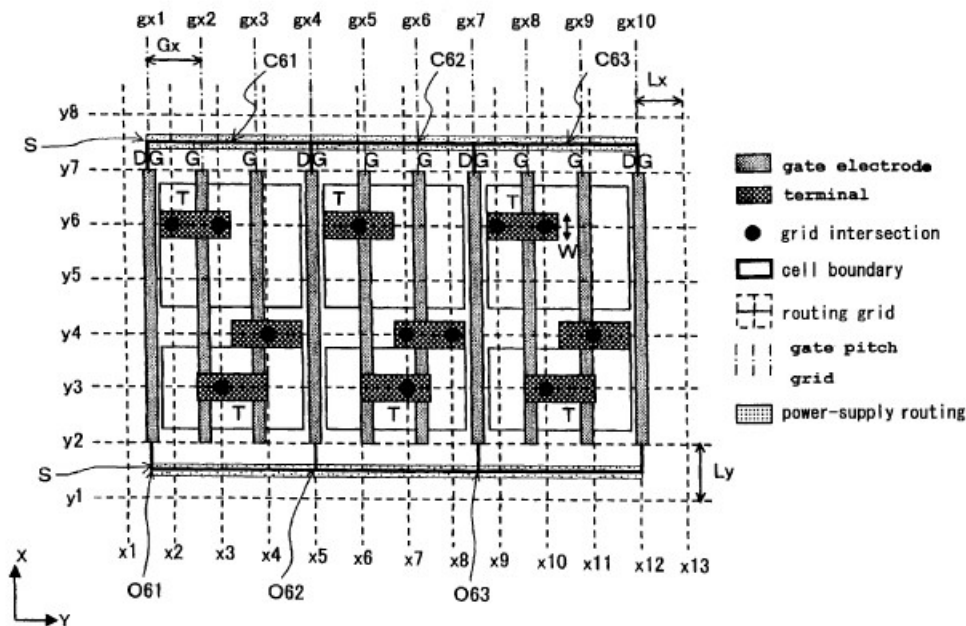 gx1 gx2 gx3 gx4 gx5 gx6 gx7 gx8 gx9 gx10
Gx C61 C62 C63 Lx
y8
S
DG G G DG G G DG G G DG
y7
T T T
y6
W
y5
y4
y3
T T T
y2
S
Ly
y1
x1 x2 x3 x4 x5 x6 x7 x8 x9 x10 x11 x12 x13
O61 O62 O63
X
Y
gate electrode
terminal
grid intersection
cell boundary
T
routing grid
gate pitch
grid
power-supply routing